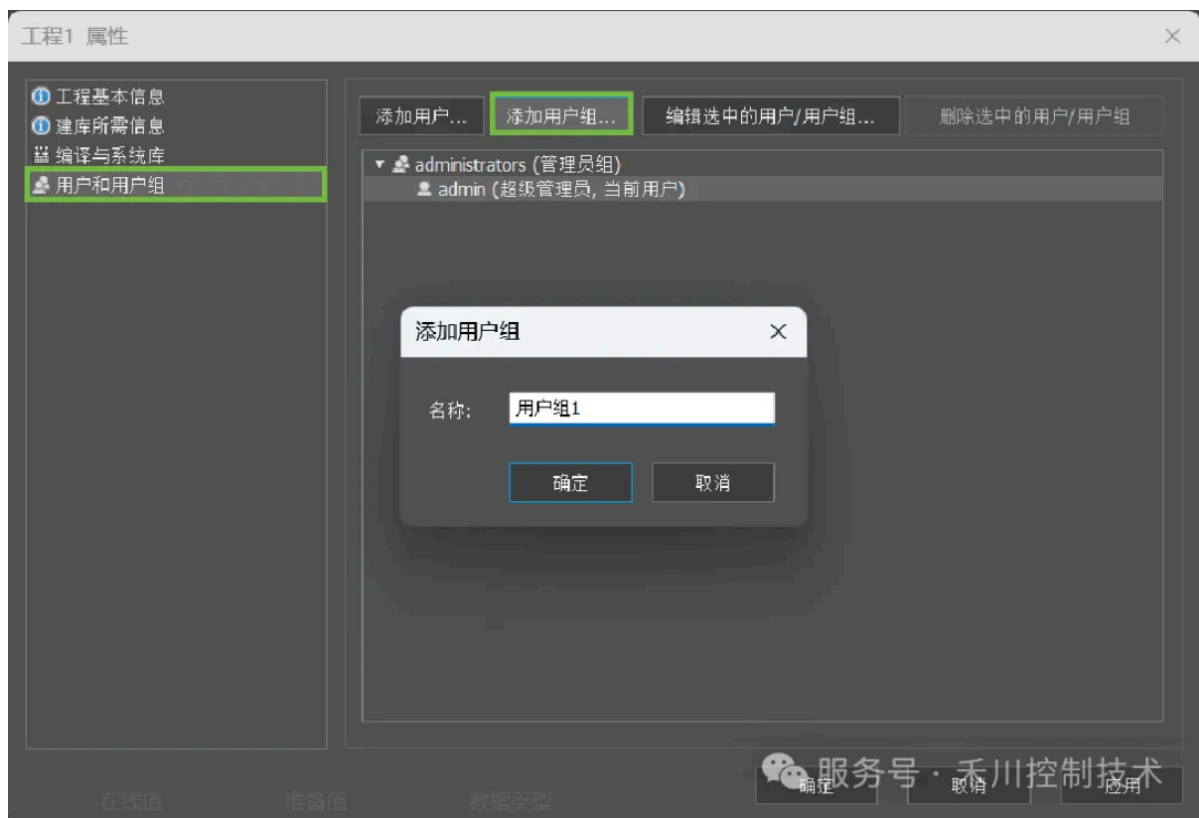 工程1 属性
工程基本信息
建库所需信息
编译与系统库
用户和用户组
添加用户...
添加用户组...
编辑选中的用户/用户组...
删除选中的用户/用户组
administrators (管理员组)
admin (超级管理员, 当前用户)
添加用户组
名称:
用户组1
确定
取消
服务号 · 禾川控制技术
确定
取消
应用
在线值
准备值
数据类型